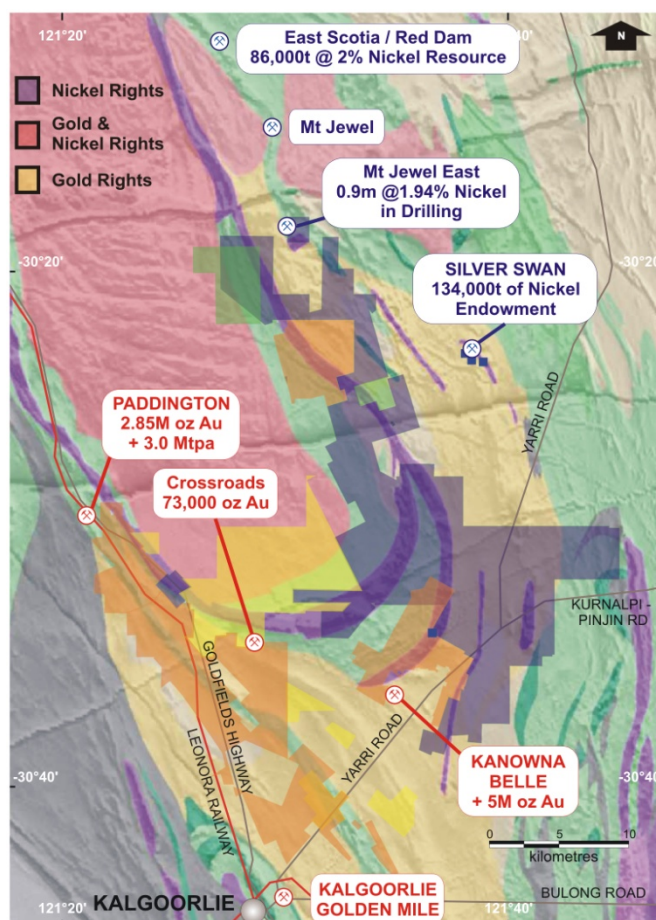 121°20'
121°40'
N
East Scotia / Red Dam
86,000t @ 2% Nickel Resource
Nickel Rights
Gold &
Nickel Rights
Gold Rights
Mt Jewel
Mt Jewel East
0.9m @1.94% Nickel
in Drilling
-30°20'
-30°20'
SILVER SWAN
134,000t of Nickel
Endowment
PADDINGTON
2.85M oz Au
+ 3.0 Mtpa
YARRI ROAD
Crossroads
73,000 oz Au
KURNALPI -
PINJIN RD
GOLDFIELDS HIGHWAY
LEONORA RAILWAY
YARRI ROAD
KANOWNA
BELLE
+ 5M oz Au
-30°40'
-30°40'
0 5 10
kilometres
KALGOORLIE
KALGOORLIE
GOLDEN MILE
BULONG ROAD
121°20'
121°40'